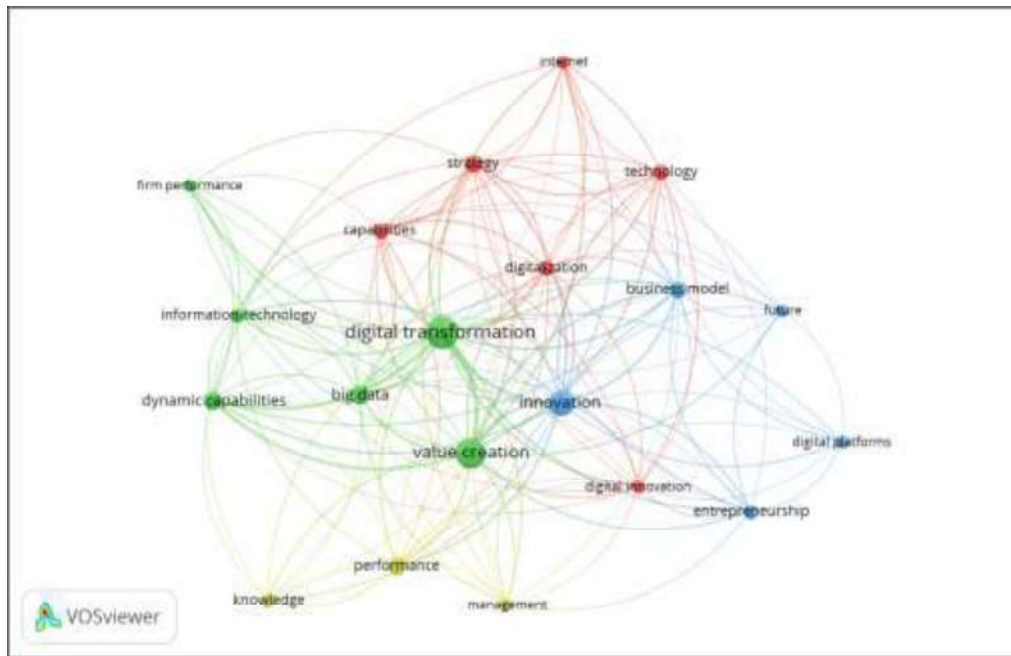 internet
strategy
technology
firm performance
capabilities
digitalization
business model
future
information technology
digital transformation
dynamic capabilities
big data
innovation
digital platforms
value creation
digital innovation
entrepreneurship
performance
knowledge
management
VOSviewer